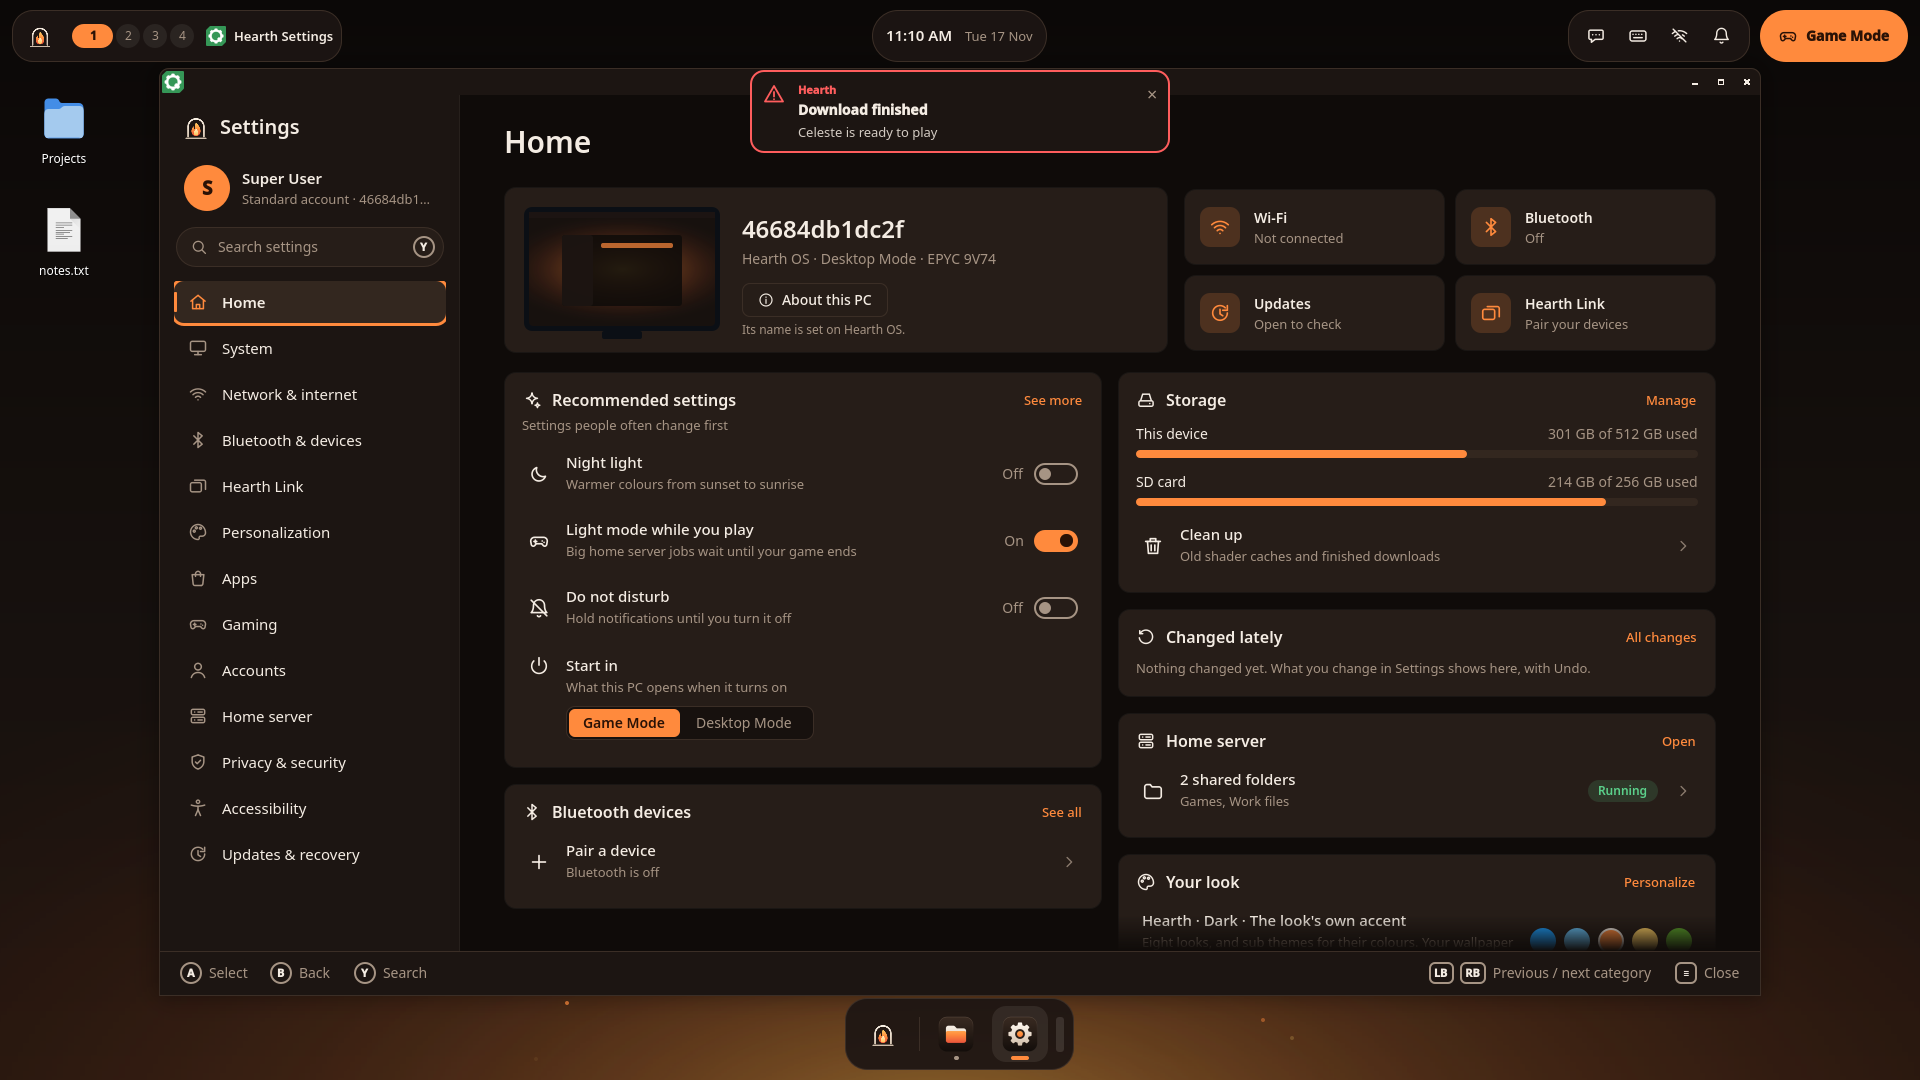 1 2 3 4 Hearth Settings
11:10 AM Tue 17 Nov
Game Mode
Projects
notes.txt
Hearth
Download finished
Celeste is ready to play
Settings
S
Super User
Standard account · 46684db1...
Search settings Y
Home
System
Network & internet
Bluetooth & devices
Hearth Link
Personalization
Apps
Gaming
Accounts
Home server
Privacy & security
Accessibility
Updates & recovery
Home
46684db1dc2f
Hearth OS · Desktop Mode · EPYC 9V74
About this PC
Its name is set on Hearth OS.
Wi-Fi
Not connected
Bluetooth
Off
Updates
Open to check
Hearth Link
Pair your devices
Recommended settings See more
Settings people often change first
Night light
Warmer colours from sunset to sunrise
Off
Light mode while you play
Big home server jobs wait until your game ends
On
Do not disturb
Hold notifications until you turn it off
Off
Start in
What this PC opens when it turns on
Game Mode Desktop Mode
Bluetooth devices See all
Pair a device
Bluetooth is off
Storage Manage
This device 301 GB of 512 GB used
SD card 214 GB of 256 GB used
Clean up
Old shader caches and finished downloads
Changed lately All changes
Nothing changed yet. What you change in Settings shows here, with Undo.
Home server Open
2 shared folders
Games, Work files
Running
Your look Personalize
Hearth · Dark · The look's own accent
Eight looks, and sub themes for their colours. Your wallpaper
A Select B Back Y Search
LB RB Previous / next category Close